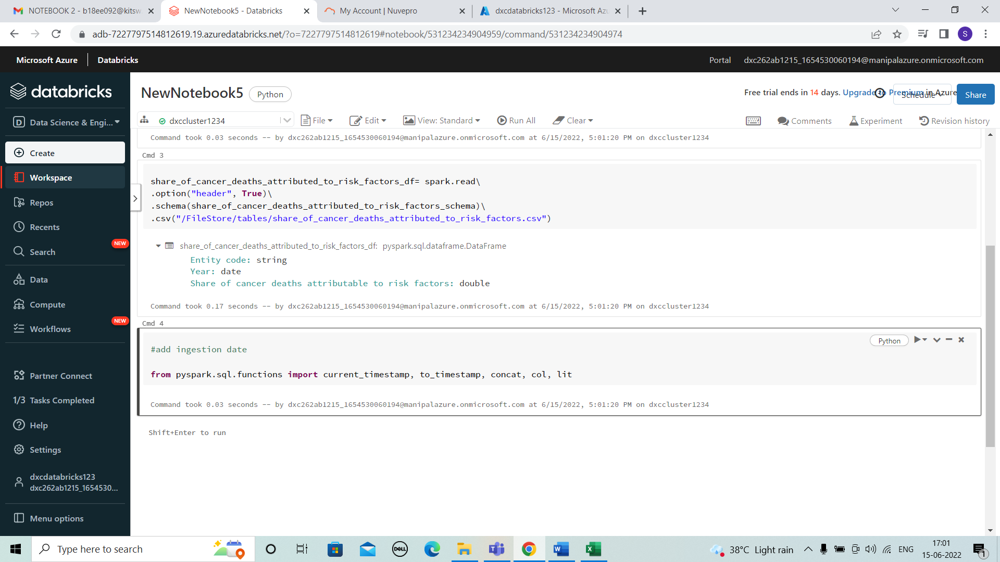 NOTEBOOK 2 - b18ee092@kitsw
NewNotebook5 - Databricks
My Account | Nuvepro
dxcdatabricks123 - Microsoft Azu
adb-7227797514812619.19.azuredatabricks.net/?o=7227797514812619#notebook/531234234904959/command/531234234904974
S
Microsoft Azure
Databricks
Portal
dxc262ab1215_1654530060194@manipalazure.onmicrosoft.com
databricks
D Data Science & Engi...
Create
Workspace
Repos
Recents
NEW
Search
Data
Compute
NEW
Workflows
Partner Connect
1/3 Tasks Completed
Help
Settings
dxcdatabricks123
dxc262ab1215_1654530...
Menu options
NewNotebook5
Python
Free trial ends in 14 days. Upgrade to Premium in Azure
Schedule
Share
dxccluster1234
File
Edit
View: Standard
Run All
Clear
Comments
Experiment
Revision history
Command took 0.03 seconds -- by dxc262ab1215_1654530060194@manipalazure.onmicrosoft.com at 6/15/2022, 5:01:20 PM on dxccluster1234
Cmd 3
share_of_cancer_deaths_attributed_to_risk_factors_df= spark.read\
.option("header", True)\
.schema(share_of_cancer_deaths_attributed_to_risk_factors_schema)\
.csv("/FileStore/tables/share_of_cancer_deaths_attributed_to_risk_factors.csv")
share_of_cancer_deaths_attributed_to_risk_factors_df: pyspark.sql.dataframe.DataFrame
Entity code: string
Year: date
Share of cancer deaths attributable to risk factors: double
Command took 0.17 seconds -- by dxc262ab1215_1654530060194@manipalazure.onmicrosoft.com at 6/15/2022, 5:01:20 PM on dxccluster1234
Cmd 4
Python
#add ingestion date
from pyspark.sql.functions import current_timestamp, to_timestamp, concat, col, lit
Command took 0.03 seconds -- by dxc262ab1215_1654530060194@manipalazure.onmicrosoft.com at 6/15/2022, 5:01:20 PM on dxccluster1234
Shift+Enter to run
Type here to search
DELL
38°C Light rain
ENG
17:01
15-06-2022
1